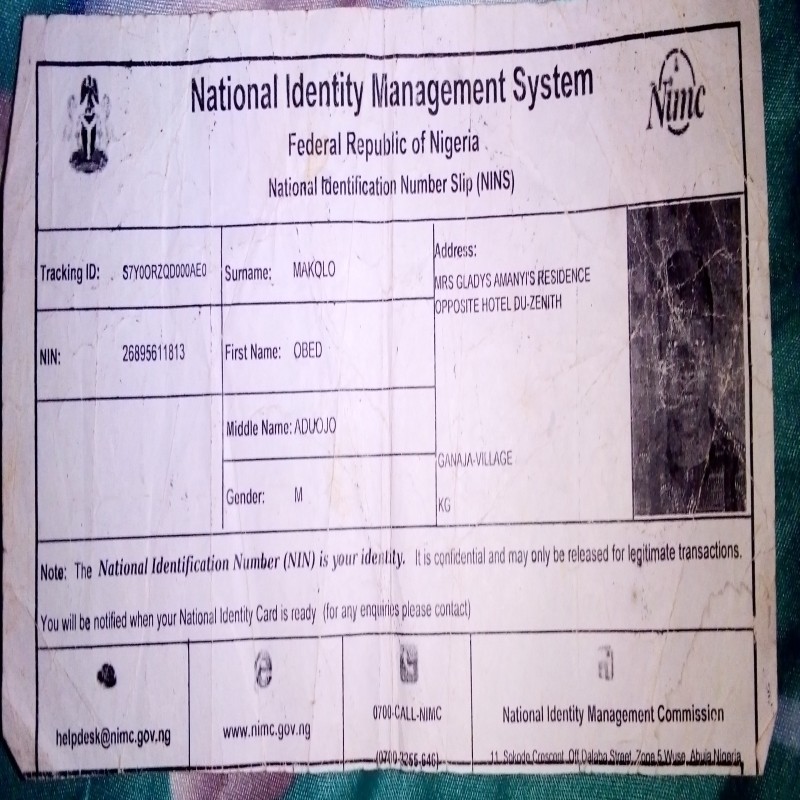 National Identity Management System
Federal Republic of Nigeria
National Identification Number Slip (NINS)
Nimc
Tracking ID: S7Y0ORZQD000AE0
Surname: MAKOLO
Address:
MRS GLADYS AMANYI'S RESIDENCE
OPPOSITE HOTEL DU-ZENITH
NIN: 26895611813
First Name: OBED
Middle Name: ADUOJO
GANAJA-VILLAGE
Gender: M
KG
Note: The National Identification Number (NIN) is your identity. It is confidential and may only be released for legitimate transactions.
You will be notified when your National Identity Card is ready (for any enquiries please contact)
helpdesk@nimc.gov.ng
www.nimc.gov.ng
0700-CALL-NIMC
(0700-2255-646)
National Identity Management Commission
11, Sokode Crescent, Off Dalaba Street, Zone 5 Wuse, Abuja Nigeria